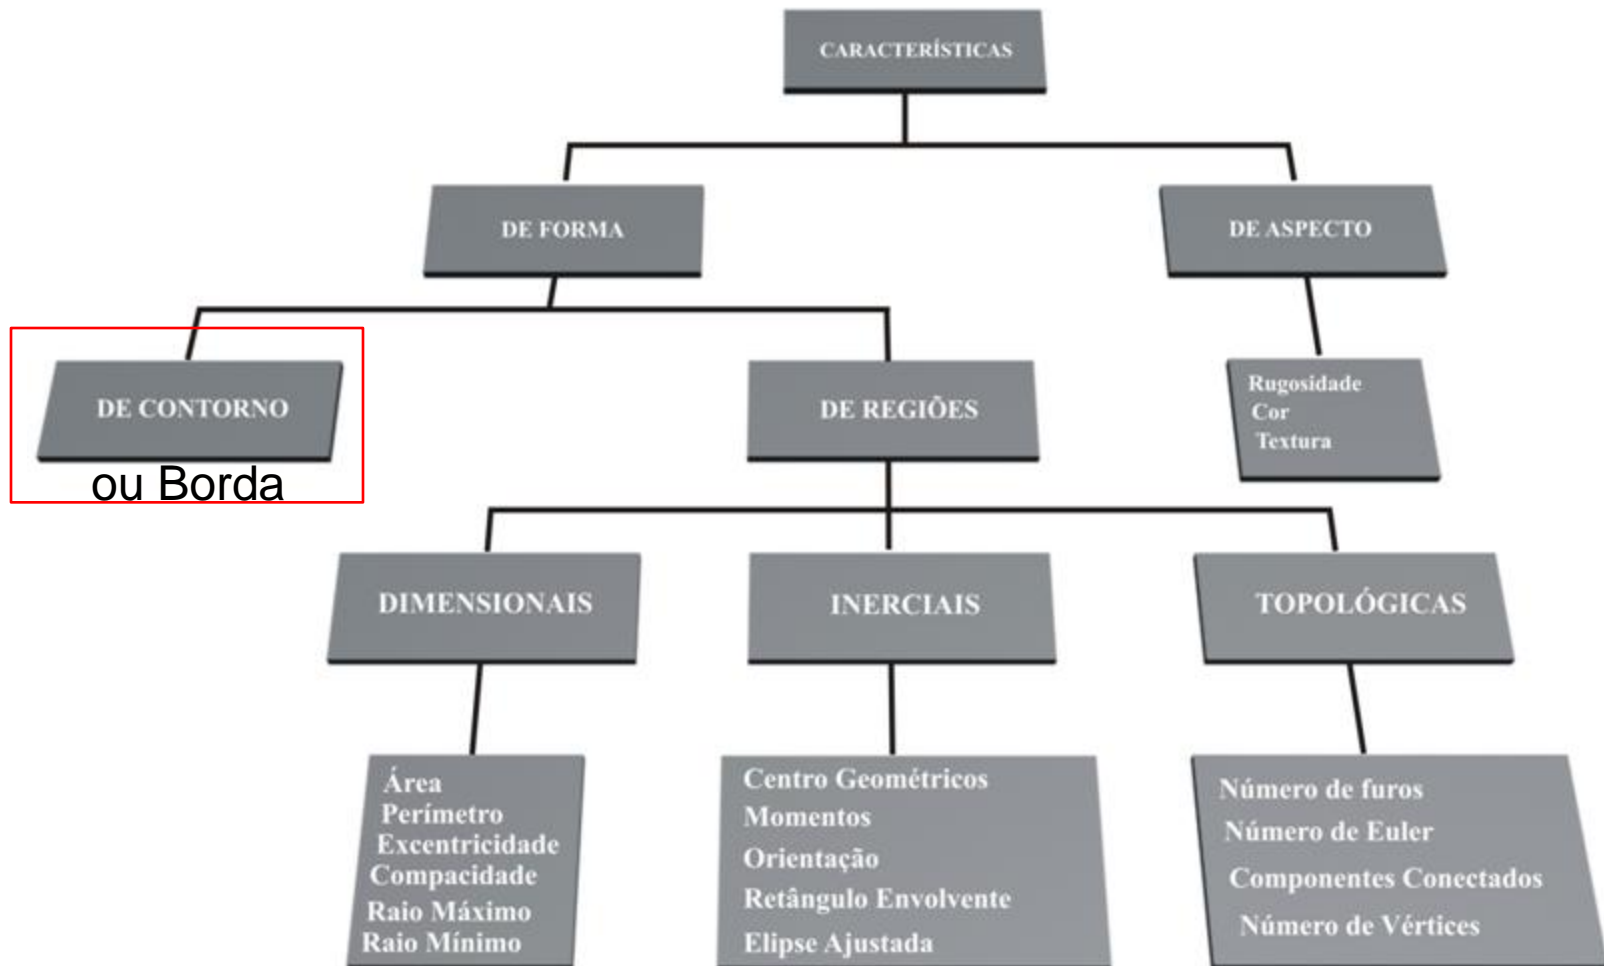 CARACTERÍSTICAS
DE FORMA
DE ASPECTO
DE CONTORNO
ou Borda
DE REGIÕES
Rugosidade
Cor
Textura
DIMENSIONAIS
INERCIAIS
TOPOLÓGICAS
Área
Perímetro
Excentricidade
Compacidade
Raio Máximo
Raio Mínimo
Centro Geométricos
Momentos
Orientação
Retângulo Envolvente
Elipse Ajustada
Número de furos
Número de Euler
Componentes Conectados
Número de Vértices